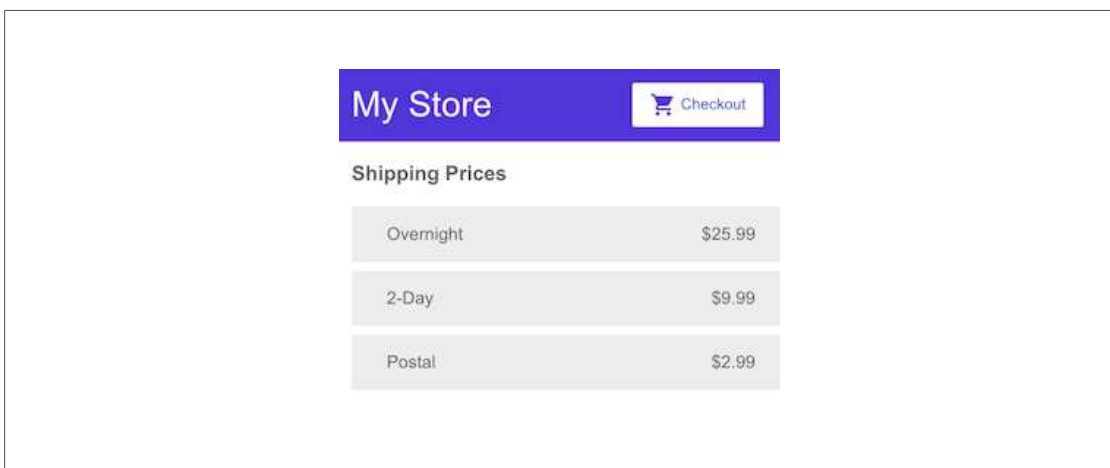 My Store
Checkout
Shipping Prices
Overnight $25.99
2-Day $9.99
Postal $2.99